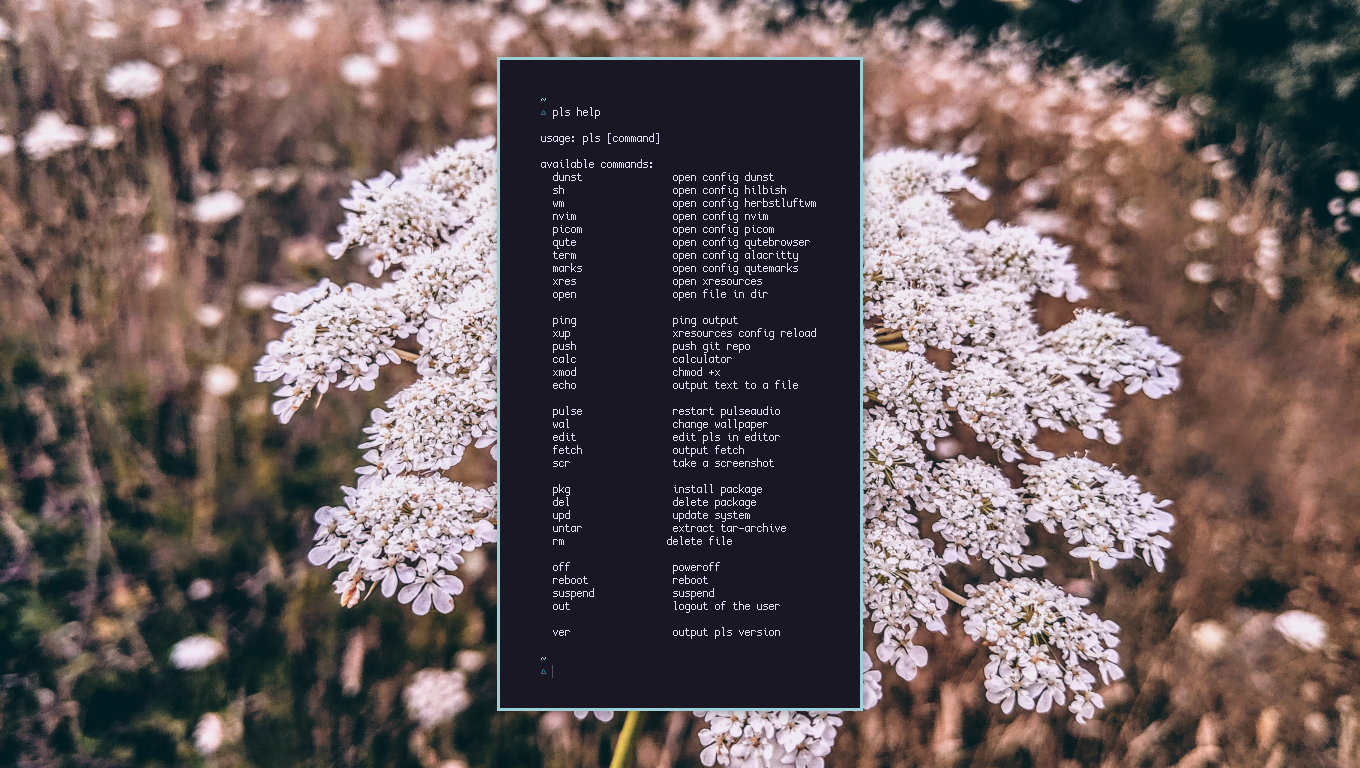 ~
▵ pls help
usage: pls [command]
available commands:
dunst open config dunst
sh open config hilbish
wm open config herbstluftwm
nvim open config nvim
picom open config picom
qute open config qutebrowser
term open config alacritty
marks open config qutemarks
xres open xresources
open open file in dir
ping ping output
xup xresources config reload
push push git repo
calc calculator
xmod chmod +x
echo output text to a file
pulse restart pulseaudio
wal change wallpaper
edit edit pls in editor
fetch output fetch
scr take a screenshot
pkg install package
del delete package
upd update system
untar extract tar-archive
rm delete file
off poweroff
reboot reboot
suspend suspend
out logout of the user
ver output pls version
~
▵